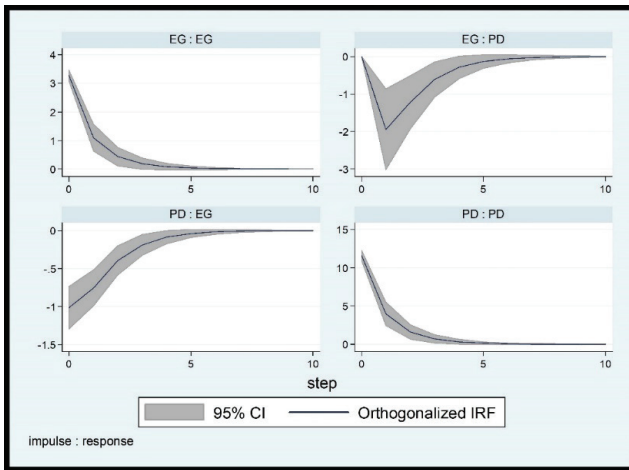 EG : EG
4
3
2
1
0
0 5 10
EG : PD
0
-1
-2
-3
0 5 10
PD : EG
0
-.5
-1
-1.5
0 5 10
PD : PD
15
10
5
0
0 5 10
step
95% CI Orthogonalized IRF
impulse : response